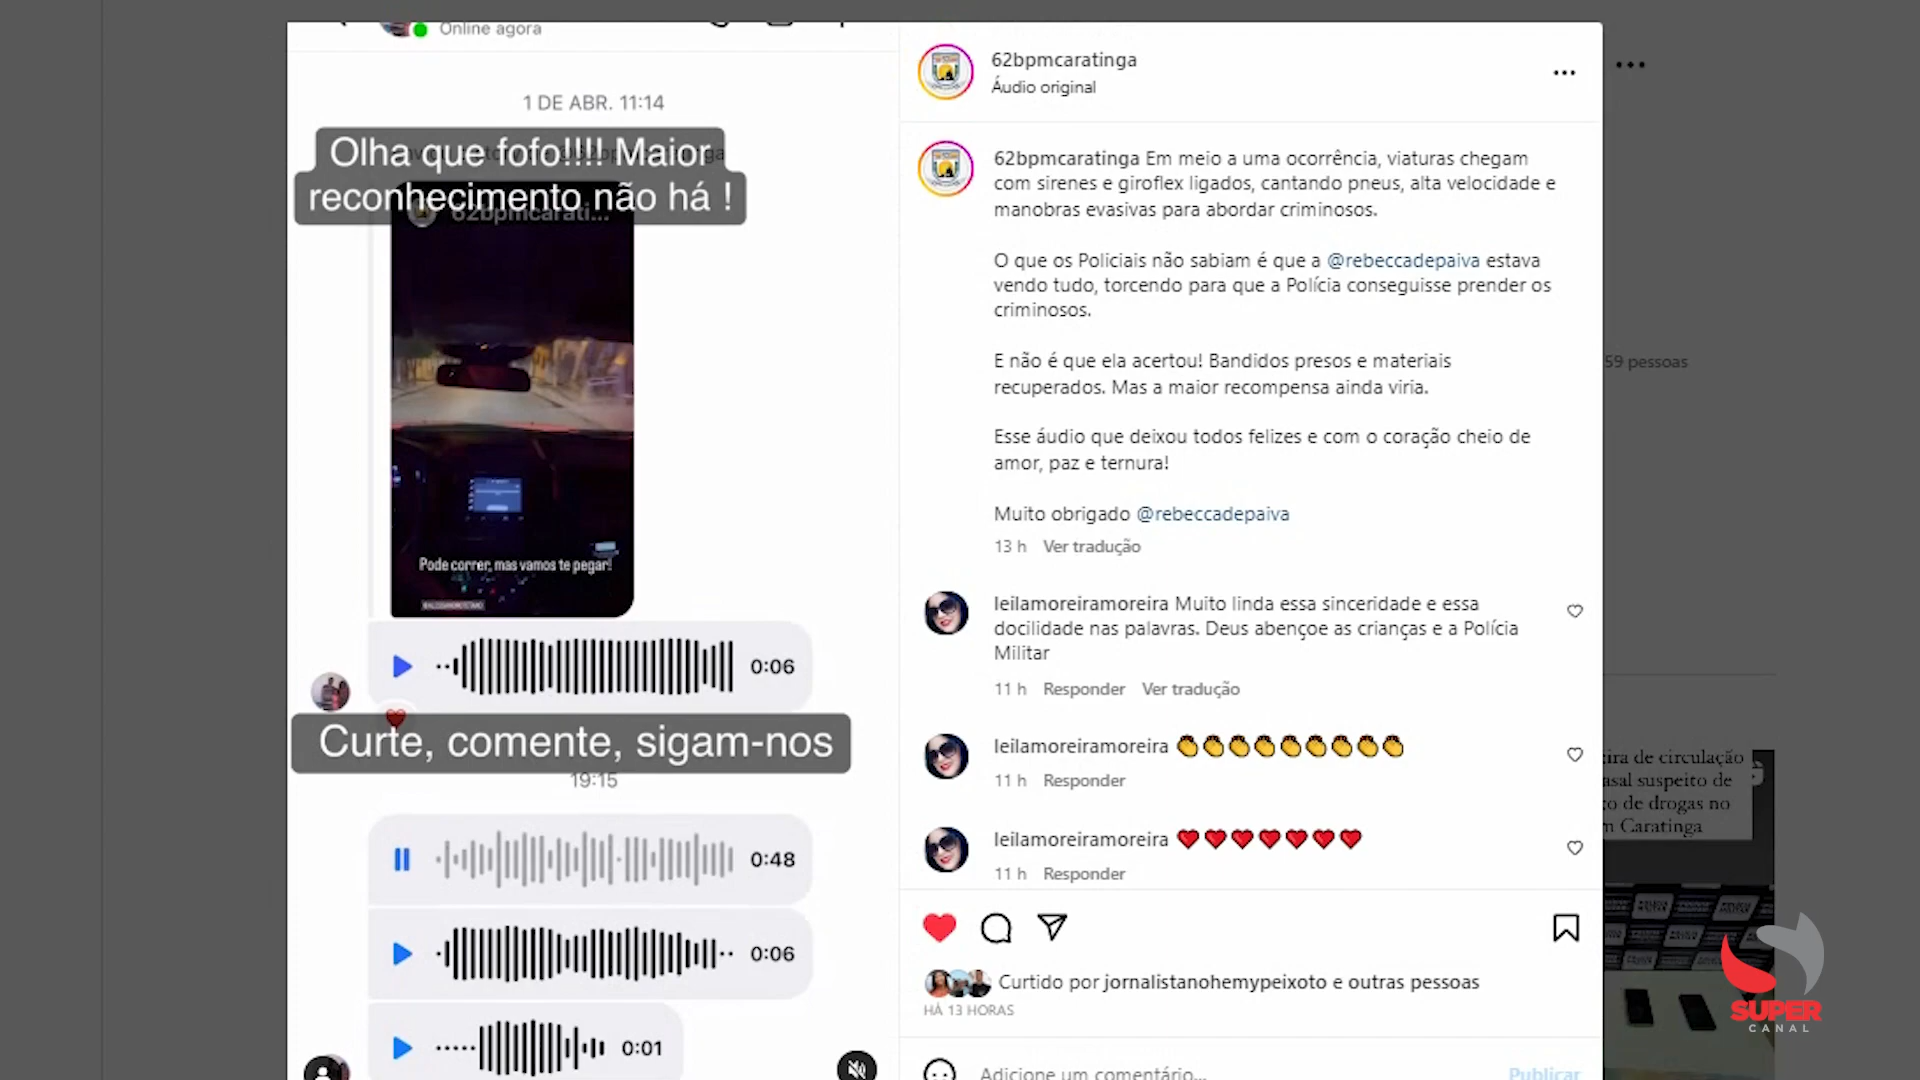 Online agora
1 DE ABR. 11:14
Olha que fofo!!!! Maior
reconhecimento não há !
62bpmcarati...
Pode correr, mas vamos te pegar!
0:06
Curte, comente, sigam-nos
19:15
0:48
0:06
0:01
62bpmcaratinga
Áudio original
62bpmcaratinga Em meio a uma ocorrência, viaturas chegam
com sirenes e giroflex ligados, cantando pneus, alta velocidade e
manobras evasivas para abordar criminosos.
O que os Policiais não sabiam é que a @rebeccadepaiva estava
vendo tudo, torcendo para que a Polícia conseguisse prender os
criminosos.
E não é que ela acertou! Bandidos presos e materiais
recuperados. Mas a maior recompensa ainda viria.
Esse áudio que deixou todos felizes e com o coração cheio de
amor, paz e ternura!
Muito obrigado @rebeccadepaiva
13 h Ver tradução
leilamoreiramoreira Muito linda essa sinceridade e essa
docilidade nas palavras. Deus abençoe as crianças e a Polícia
Militar
11 h Responder Ver tradução
leilamoreiramoreira 👏👏👏👏👏👏👏👏👏
11 h Responder
leilamoreiramoreira ❤️❤️❤️❤️❤️❤️❤️
11 h Responder
Curtido por jornalistanohemypeixoto e outras pessoas
HÁ 13 HORAS
Adicione um comentário...
Publicar
59 pessoas
ira de circulação
asal suspeito de
o de drogas no
m Caratinga
SUPER
CANAL